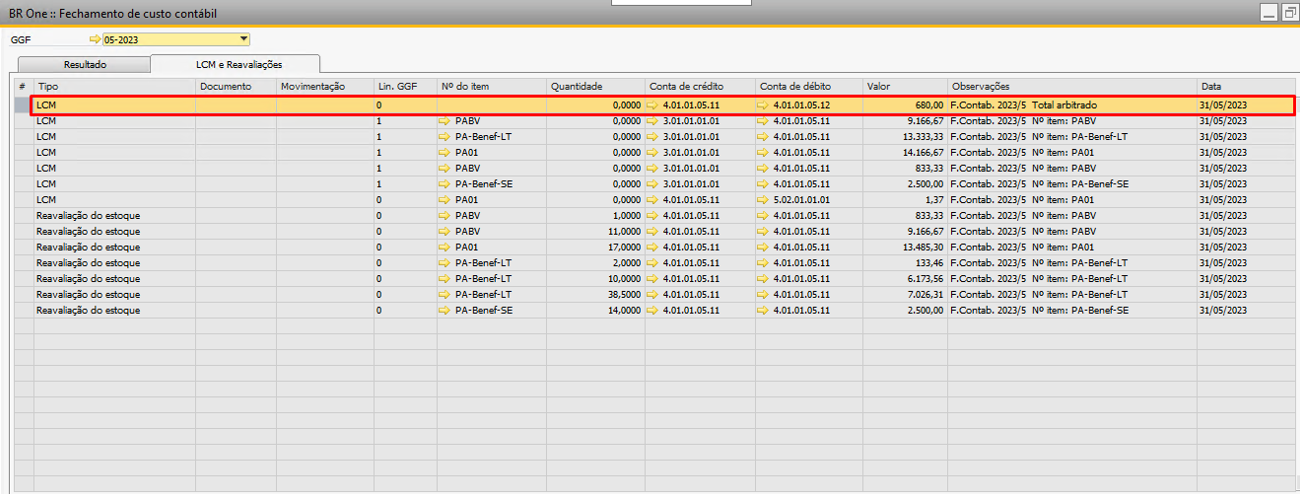 BR One :: Fechamento de custo contábil
GGF 05-2023
Resultado LCM e Reavaliações
# Tipo Documento Movimentação Lin. GGF Nº do item Quantidade Conta de crédito Conta de débito Valor Observações Data
LCM 0 0,0000 4.01.01.05.11 4.01.01.05.12 680,00 F.Contab. 2023/5 Total arbitrado 31/05/2023
LCM 1 PABV 0,0000 3.01.01.01.01 4.01.01.05.11 9.166,67 F.Contab. 2023/5 Nº item: PABV 31/05/2023
LCM 1 PA-Benef-LT 0,0000 3.01.01.01.01 4.01.01.05.11 13.333,33 F.Contab. 2023/5 Nº item: PA-Benef-LT 31/05/2023
LCM 1 PA01 0,0000 3.01.01.01.01 4.01.01.05.11 14.166,67 F.Contab. 2023/5 Nº item: PA01 31/05/2023
LCM 1 PABV 0,0000 3.01.01.01.01 4.01.01.05.11 833,33 F.Contab. 2023/5 Nº item: PABV 31/05/2023
LCM 1 PA-Benef-SE 0,0000 3.01.01.01.01 4.01.01.05.11 2.500,00 F.Contab. 2023/5 Nº item: PA-Benef-SE 31/05/2023
LCM 0 PA01 0,0000 4.01.01.05.11 5.02.01.01.01 1,37 F.Contab. 2023/5 Nº item: PA01 31/05/2023
Reavaliação do estoque 0 PABV 1,0000 4.01.01.05.11 4.01.01.05.11 833,33 F.Contab. 2023/5 Nº item: PABV 31/05/2023
Reavaliação do estoque 0 PABV 11,0000 4.01.01.05.11 4.01.01.05.11 9.166,67 F.Contab. 2023/5 Nº item: PABV 31/05/2023
Reavaliação do estoque 0 PA01 17,0000 4.01.01.05.11 4.01.01.05.11 13.485,30 F.Contab. 2023/5 Nº item: PA01 31/05/2023
Reavaliação do estoque 0 PA-Benef-LT 2,0000 4.01.01.05.11 4.01.01.05.11 133,46 F.Contab. 2023/5 Nº item: PA-Benef-LT 31/05/2023
Reavaliação do estoque 0 PA-Benef-LT 10,0000 4.01.01.05.11 4.01.01.05.11 6.173,56 F.Contab. 2023/5 Nº item: PA-Benef-LT 31/05/2023
Reavaliação do estoque 0 PA-Benef-LT 38,5000 4.01.01.05.11 4.01.01.05.11 7.026,31 F.Contab. 2023/5 Nº item: PA-Benef-LT 31/05/2023
Reavaliação do estoque 0 PA-Benef-SE 14,0000 4.01.01.05.11 4.01.01.05.11 2.500,00 F.Contab. 2023/5 Nº item: PA-Benef-SE 31/05/2023